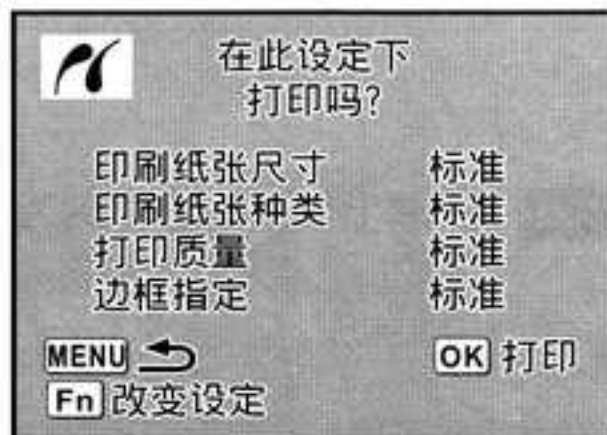 在此设定下
打印吗?
印刷纸张尺寸 标准
印刷纸张种类 标准
打印质量 标准
边框指定 标准
MENU OK 打印
Fn 改变设定